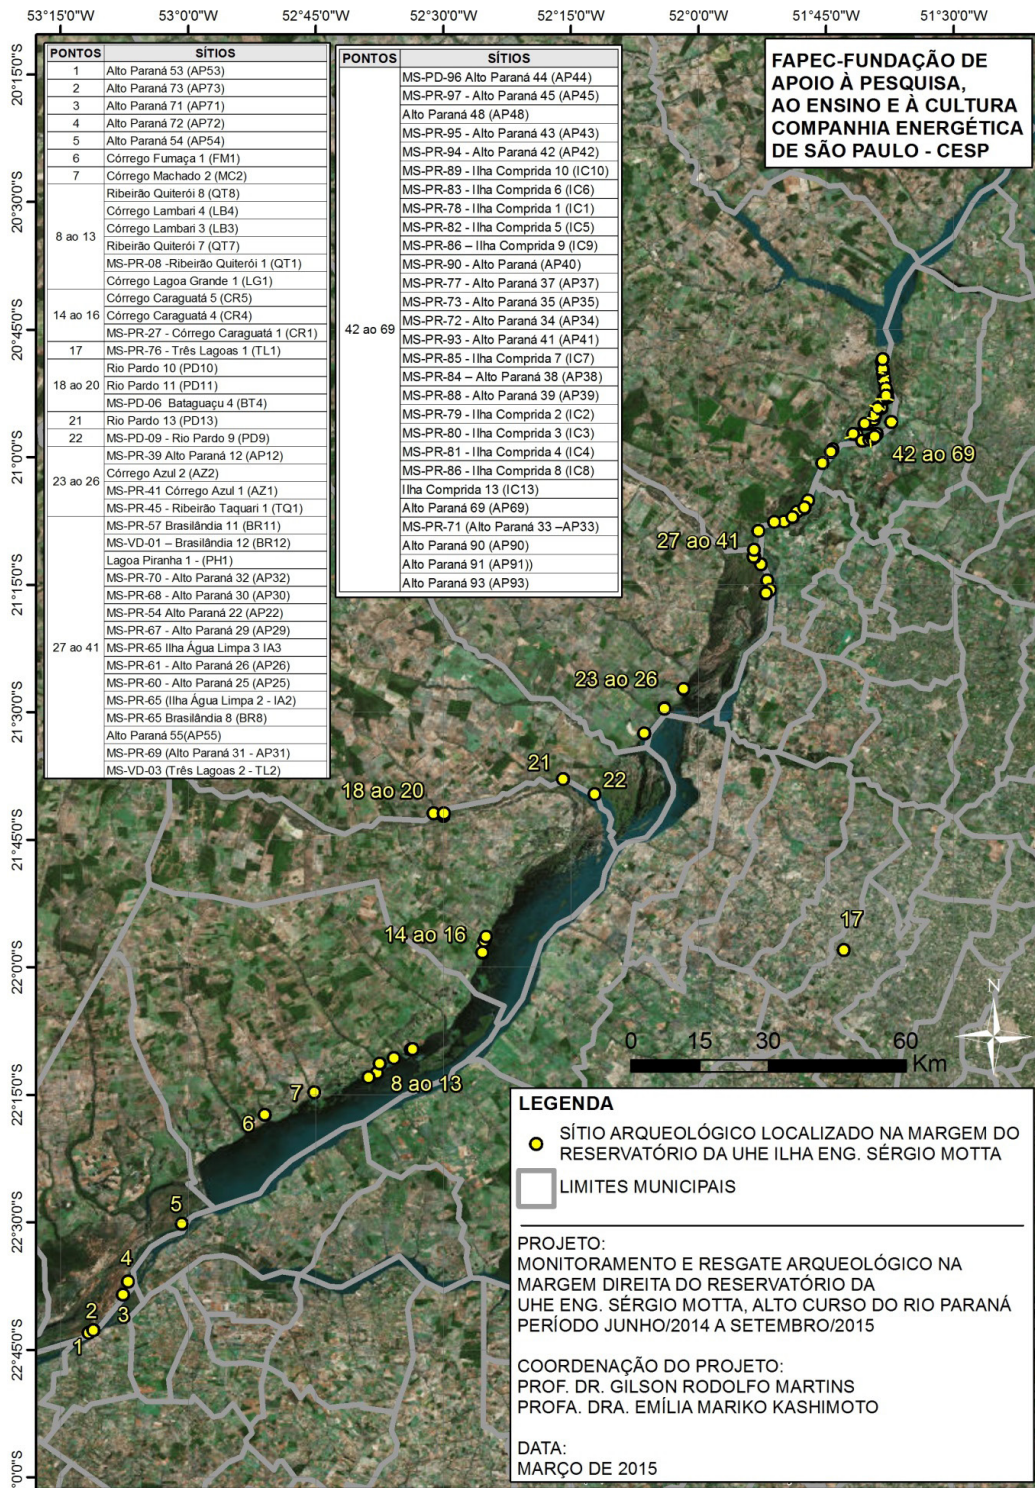 53°15'0"W 53°0'0"W 52°45'0"W 52°30'0"W 52°15'0"W 52°0'0"W 51°45'0"W 51°30'0"W
20°15'0"S
20°30'0"S
20°45'0"S
21°0'0"S
21°15'0"S
21°30'0"S
21°45'0"S
22°0'0"S
22°15'0"S
22°30'0"S
22°45'0"S
PONTOS SÍTIOS
1 Alto Paraná 53 (AP53)
2 Alto Paraná 73 (AP73)
3 Alto Paraná 71 (AP71)
4 Alto Paraná 72 (AP72)
5 Alto Paraná 54 (AP54)
6 Córrego Fumaça 1 (FM1)
7 Córrego Machado 2 (MC2)
8 ao 13
Ribeirão Quiterói 8 (QT8)
Córrego Lambari 4 (LB4)
Córrego Lambari 3 (LB3)
Ribeirão Quiterói 7 (QT7)
MS-PR-08 -Ribeirão Quiterói 1 (QT1)
Córrego Lagoa Grande 1 (LG1)
14 ao 16
Córrego Caraguatá 5 (CR5)
Córrego Caraguatá 4 (CR4)
MS-PR-27 - Córrego Caraguatá 1 (CR1)
17 MS-PR-76 - Três Lagoas 1 (TL1)
18 ao 20
Rio Pardo 10 (PD10)
Rio Pardo 11 (PD11)
MS-PD-06 Bataguaçu 4 (BT4)
21 Rio Pardo 13 (PD13)
22 MS-PD-09 - Rio Pardo 9 (PD9)
23 ao 26
MS-PR-39 Alto Paraná 12 (AP12)
Córrego Azul 2 (AZ2)
MS-PR-41 Córrego Azul 1 (AZ1)
MS-PR-45 - Ribeirão Taquari 1 (TQ1)
27 ao 41
MS-PR-57 Brasilândia 11 (BR11)
MS-VD-01 – Brasilândia 12 (BR12)
Lagoa Piranha 1 - (PH1)
MS-PR-70 - Alto Paraná 32 (AP32)
MS-PR-68 - Alto Paraná 30 (AP30)
MS-PR-54 Alto Paraná 22 (AP22)
MS-PR-67 - Alto Paraná 29 (AP29)
MS-PR-65 Ilha Água Limpa 3 IA3
MS-PR-61 - Alto Paraná 26 (AP26)
MS-PR-60 - Alto Paraná 25 (AP25)
MS-PR-65 (Ilha Água Limpa 2 - IA2)
MS-PR-65 Brasilândia 8 (BR8)
Alto Paraná 55(AP55)
MS-PR-69 (Alto Paraná 31 - AP31)
MS-VD-03 (Três Lagoas 2 - TL2)
PONTOS SÍTIOS
42 ao 69
MS-PD-96 Alto Paraná 44 (AP44)
MS-PR-97 - Alto Paraná 45 (AP45)
Alto Paraná 48 (AP48)
MS-PR-95 - Alto Paraná 43 (AP43)
MS-PR-94 - Alto Paraná 42 (AP42)
MS-PR-89 - Ilha Comprida 10 (IC10)
MS-PR-83 - Ilha Comprida 6 (IC6)
MS-PR-78 - Ilha Comprida 1 (IC1)
MS-PR-82 - Ilha Comprida 5 (IC5)
MS-PR-86 – Ilha Comprida 9 (IC9)
MS-PR-90 - Alto Paraná (AP40)
MS-PR-77 - Alto Paraná 37 (AP37)
MS-PR-73 - Alto Paraná 35 (AP35)
MS-PR-72 - Alto Paraná 34 (AP34)
MS-PR-93 - Alto Paraná 41 (AP41)
MS-PR-85 - Ilha Comprida 7 (IC7)
MS-PR-84 – Alto Paraná 38 (AP38)
MS-PR-88 - Alto Paraná 39 (AP39)
MS-PR-79 - Ilha Comprida 2 (IC2)
MS-PR-80 - Ilha Comprida 3 (IC3)
MS-PR-81 - Ilha Comprida 4 (IC4)
MS-PR-86 - Ilha Comprida 8 (IC8)
Ilha Comprida 13 (IC13)
Alto Paraná 69 (AP69)
MS-PR-71 (Alto Paraná 33 –AP33)
Alto Paraná 90 (AP90)
Alto Paraná 91 (AP91))
Alto Paraná 93 (AP93)
FAPEC-FUNDAÇÃO DE
APOIO À PESQUISA,
AO ENSINO E À CULTURA
COMPANHIA ENERGÉTICA
DE SÃO PAULO - CESP
42 ao 69
27 ao 41
23 ao 26
21
22
18 ao 20
17
14 ao 16
8 ao 13
7
6
5
4
3
2
1
N
0 15 30 60
Km
LEGENDA
SÍTIO ARQUEOLÓGICO LOCALIZADO NA MARGEM DO
RESERVATÓRIO DA UHE ILHA ENG. SÉRGIO MOTTA
LIMITES MUNICIPAIS
PROJETO:
MONITORAMENTO E RESGATE ARQUEOLÓGICO NA
MARGEM DIREITA DO RESERVATÓRIO DA
UHE ENG. SÉRGIO MOTTA, ALTO CURSO DO RIO PARANÁ
PERÍODO JUNHO/2014 A SETEMBRO/2015
COORDENAÇÃO DO PROJETO:
PROF. DR. GILSON RODOLFO MARTINS
PROFA. DRA. EMÍLIA MARIKO KASHIMOTO
DATA:
MARÇO DE 2015